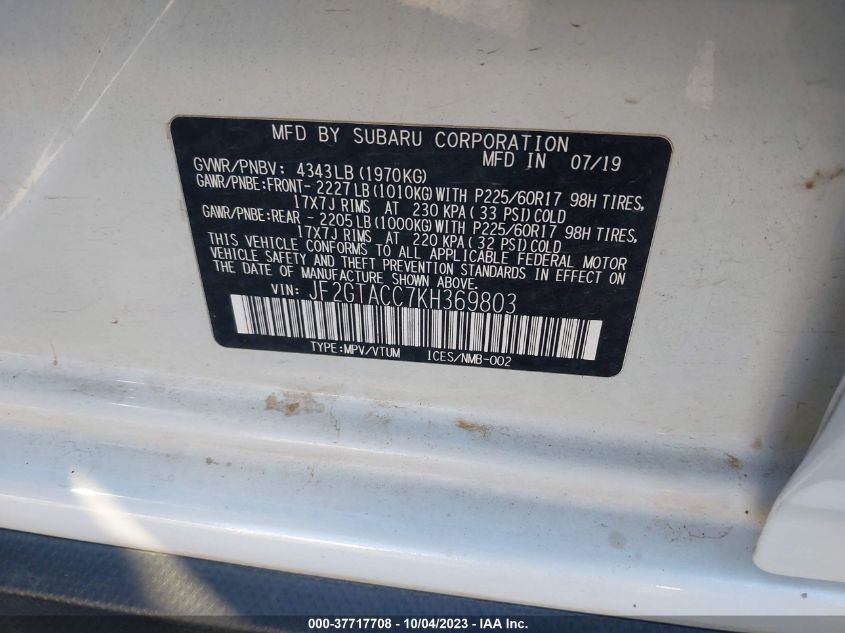 MFD BY SUBARU CORPORATION
MFD IN 07/19
GVWR/PNBV: 4343LB (1970KG)
GAWR/PNBE:FRONT- 2227LB (1010KG) WITH P225/60R17 98H TIRES,
17X7J RIMS AT 230 KPA (33 PSI) COLD
GAWR/PNBE:REAR - 2205LB (1000KG) WITH P225/60R17 98H TIRES,
17X7J RIMS AT 220 KPA (32 PSI) COLD
THIS VEHICLE CONFORMS TO ALL APPLICABLE FEDERAL MOTOR
VEHICLE SAFETY AND THEFT PREVENTION STANDARDS IN EFFECT ON
THE DATE OF MANUFACTURE SHOWN ABOVE.
VIN: JF2GTACC7KH369803
TYPE:MPV/VTUM ICES/NMB-002
000-37717708 - 10/04/2023 - © IAA, Inc.